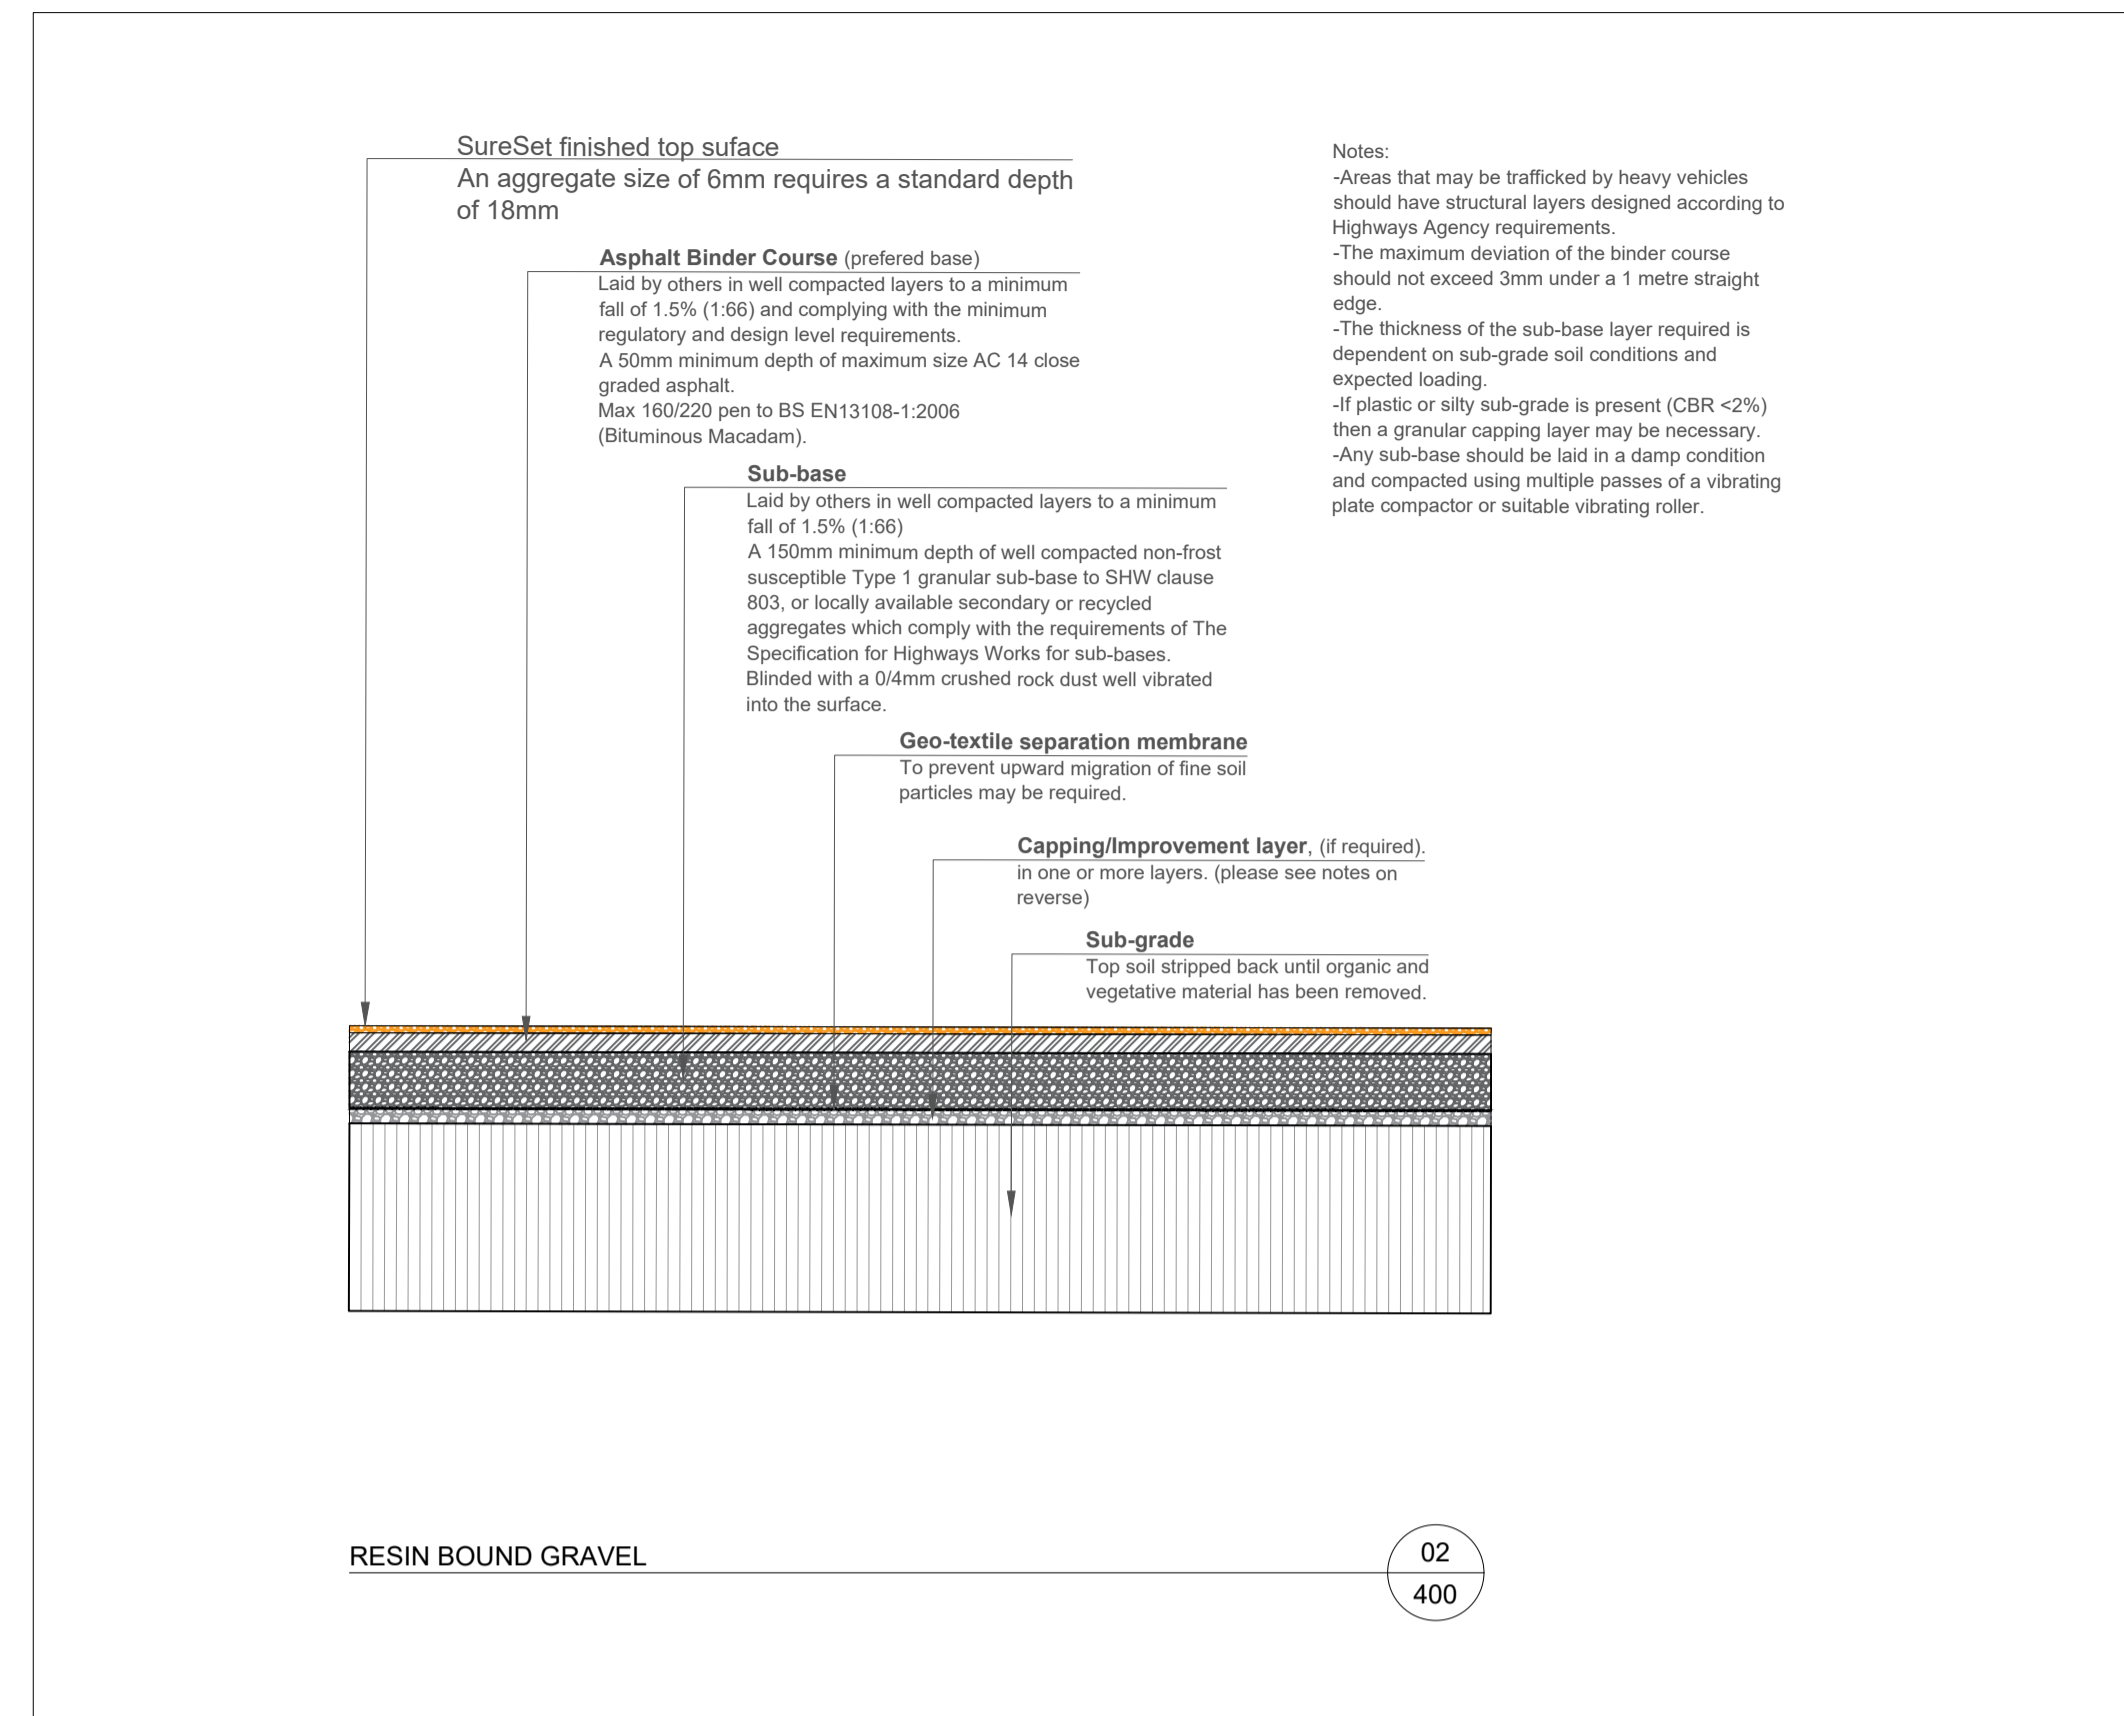 SureSet finished top suface
An aggregate size of 6mm requires a standard depth
of 18mm
Asphalt Binder Course (prefered base)
Laid by others in well compacted layers to a minimum
fall of 1.5% (1:66) and complying with the minimum
regulatory and design level requirements.
A 50mm minimum depth of maximum size AC 14 close
graded asphalt.
Max 160/220 pen to BS EN13108-1:2006
(Bituminous Macadam).
Sub-base
Laid by others in well compacted layers to a minimum
fall of 1.5% (1:66)
A 150mm minimum depth of well compacted non-frost
susceptible Type 1 granular sub-base to SHW clause
803, or locally available secondary or recycled
aggregates which comply with the requirements of The
Specification for Highways Works for sub-bases.
Blinded with a 0/4mm crushed rock dust well vibrated
into the surface.
Geo-textile separation membrane
To prevent upward migration of fine soil
particles may be required.
Capping/Improvement layer, (if required).
in one or more layers. (please see notes on
reverse)
Sub-grade
Top soil stripped back until organic and
vegetative material has been removed.
Notes:
-Areas that may be trafficked by heavy vehicles
should have structural layers designed according to
Highways Agency requirements.
-The maximum deviation of the binder course
should not exceed 3mm under a 1 metre straight
edge.
-The thickness of the sub-base layer required is
dependent on sub-grade soil conditions and
expected loading.
-If plastic or silty sub-grade is present (CBR <2%)
then a granular capping layer may be necessary.
-Any sub-base should be laid in a damp condition
and compacted using multiple passes of a vibrating
plate compactor or suitable vibrating roller.
RESIN BOUND GRAVEL
02
400